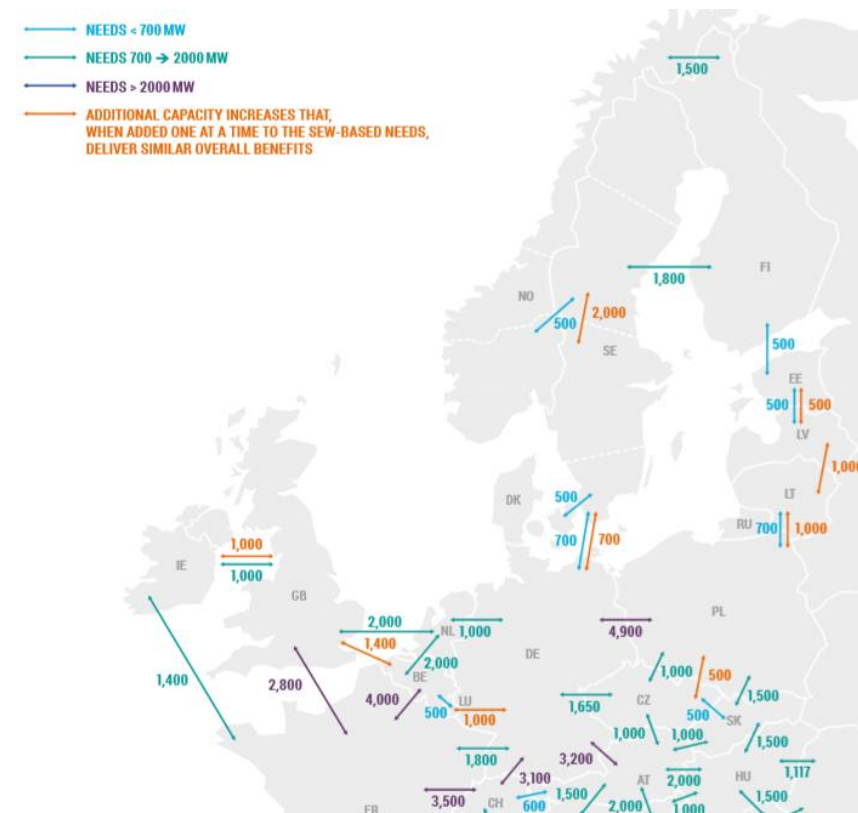 NEEDS < 700 MW
NEEDS 700 → 2000 MW
NEEDS > 2000 MW
ADDITIONAL CAPACITY INCREASES THAT,
WHEN ADDED ONE AT A TIME TO THE SEW-BASED NEEDS,
DELIVER SIMILAR OVERALL BENEFITS
1,500
FI
1,800
NO
500
2,000
SE
500
EE
500
500
LV
1,000
DK
500
LT
RU
700
1,000
700
700
1,000
IE
1,000
GB
PL
2,000
NL
1,000
4,900
1,400
DE
2,000
1,000
BE
500
1,400
2,800
4,000
LU
500
1,000
1,650
CZ
1,500
500
SK
1,000
1,000
1,500
1,800
3,200
3,100
AT
2,000
HU
1,117
3,500
CH
600
1,500
2,000
1,000
1,500
FR